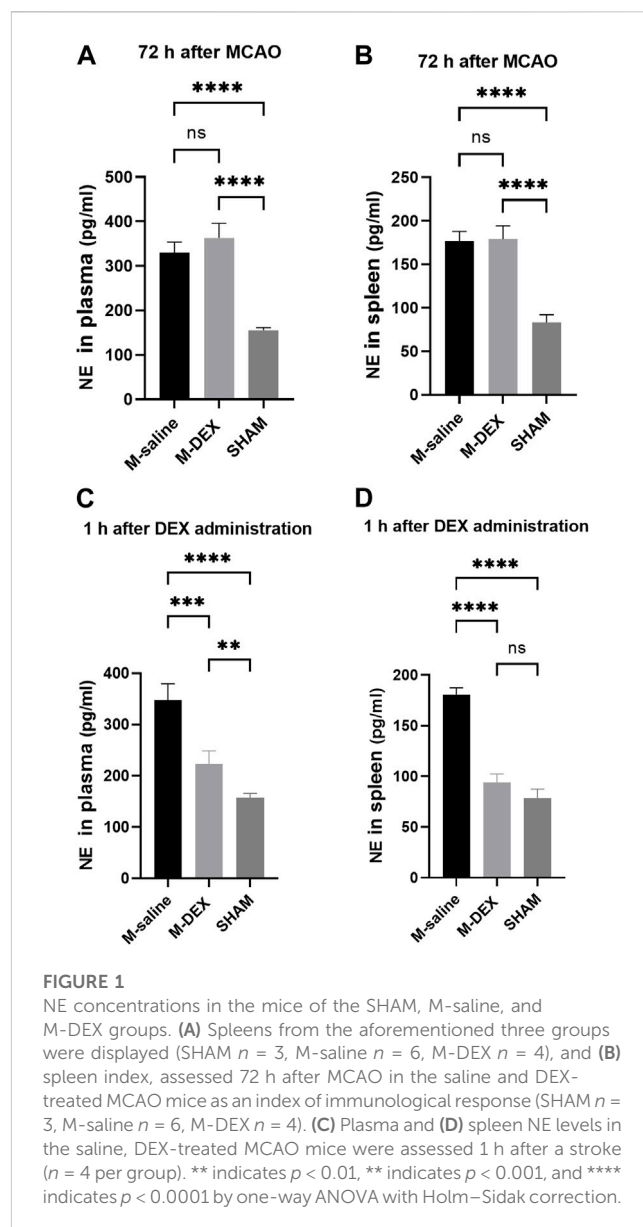 A
72 h after MCAO
****
ns
****
NE in plasma (pg/ml)
500
400
300
200
100
0
M-saline
M-DEX
SHAM
B
72 h after MCAO
****
ns
****
NE in spleen (pg/ml)
250
200
150
100
50
0
M-saline
M-DEX
SHAM
C
1 h after DEX administration
****
***
**
NE in plasma (pg/ml)
400
300
200
100
0
M-saline
M-DEX
SHAM
D
1 h after DEX administration
****
****
ns
NE in spleen (pg/ml)
200
150
100
50
0
M-saline
M-DEX
SHAM
FIGURE 1
NE concentrations in the mice of the SHAM, M-saline, and
M-DEX groups. (A) Spleens from the aforementioned three groups
were displayed (SHAM n = 3, M-saline n = 6, M-DEX n = 4), and (B)
spleen index, assessed 72 h after MCAO in the saline and DEX-
treated MCAO mice as an index of immunological response (SHAM n =
3, M-saline n = 6, M-DEX n = 4). (C) Plasma and (D) spleen NE levels in
the saline, DEX-treated MCAO mice were assessed 1 h after a stroke
(n = 4 per group). ** indicates p < 0.01, ** indicates p < 0.001, and ****
indicates p < 0.0001 by one-way ANOVA with Holm–Sidak correction.